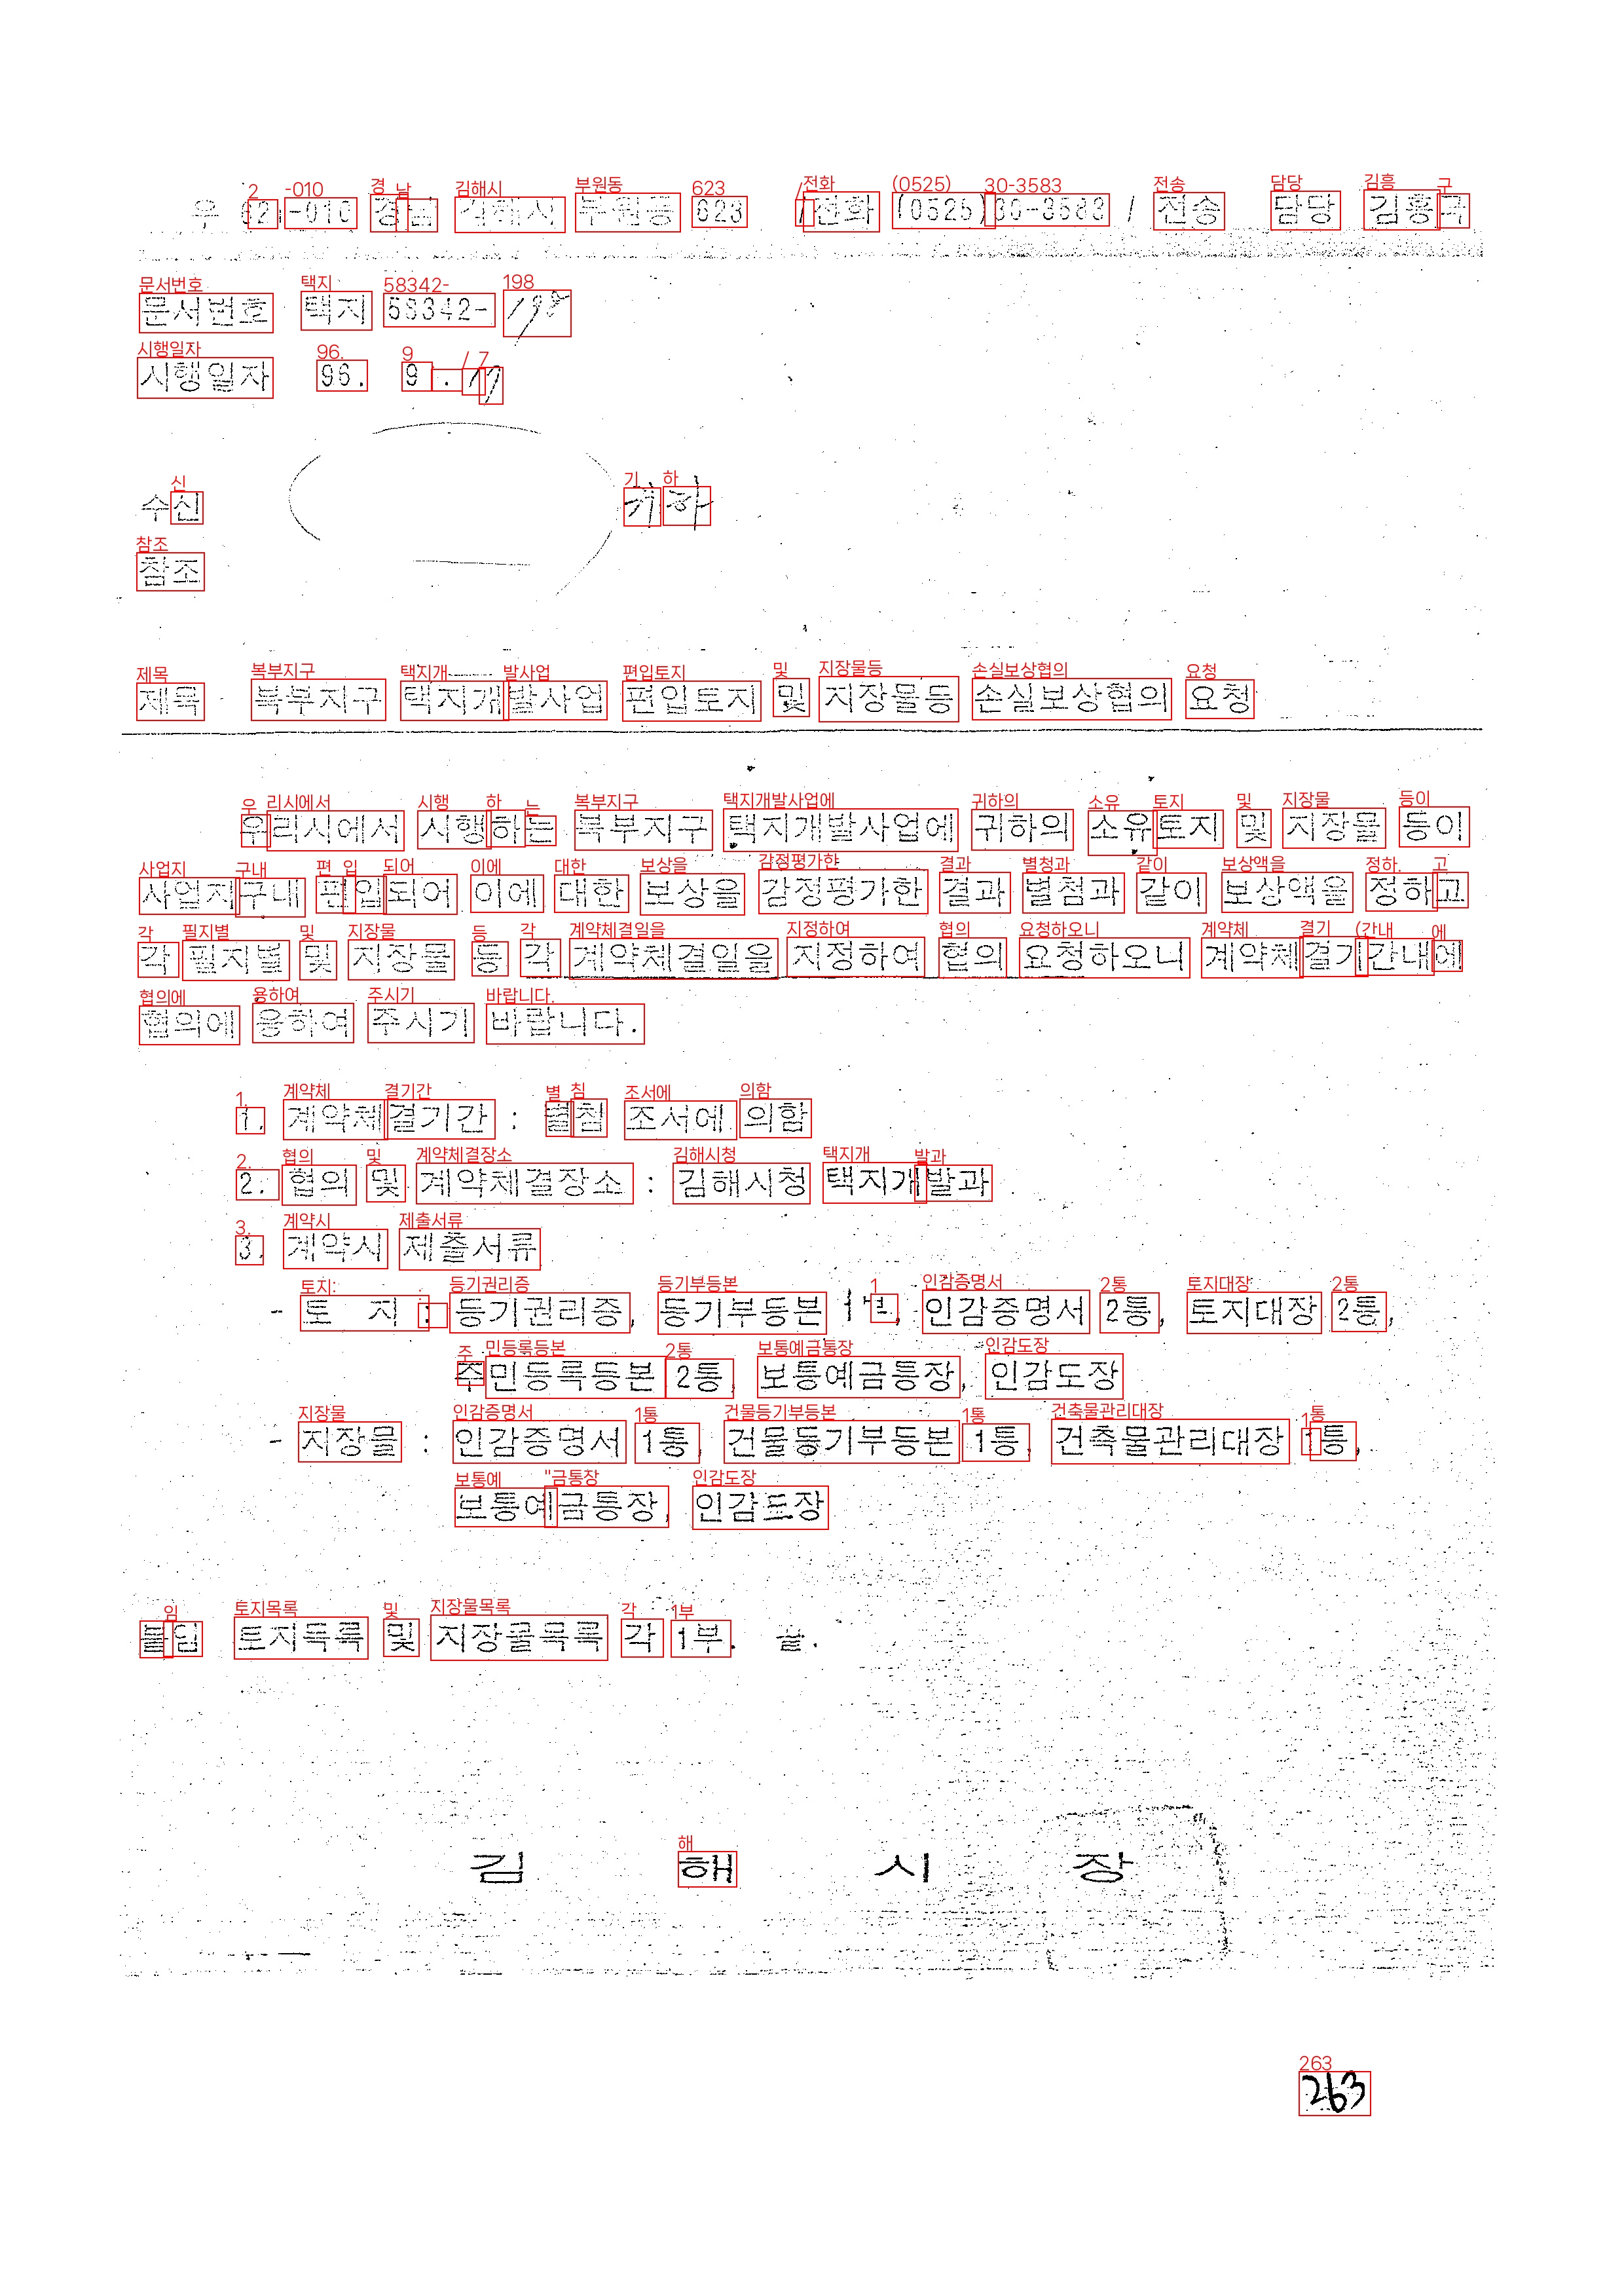 우 621-010 경남 김해시 부원동 623 / 전화 (0525)30-3583 / 전송 담당 김홍구
문서번호 택지 58342-198
시행일자 96. 9 . 17
수신 귀하
참조
제목 북부지구 택지개발사업 편입토지 및 지장물등 손실보상협의 요청
우리시에서 시행하는 북부지구 택지개발사업에 귀하의 소유토지 및 지장물 등이
사업지구내 편입되어 이에 대한 보상을 감정평가한 결과 별첨과 같이 보상액을 정하고
각 필지별 및 지장물 등 각 계약체결일을 지정하여 협의 요청하오니 계약체결기간내에
협의에 응하여 주시기 바랍니다.
1. 계약체결기간 : 별첨 조서에 의함
2. 협의 및 계약체결장소 : 김해시청 택지개발과
3. 계약시 제출서류
- 토 지 : 등기권리증, 등기부등본 1부, 인감증명서 2통, 토지대장 2통,
주민등록등본 2통, 보통예금통장, 인감도장
- 지장물 : 인감증명서 1통, 건물등기부등본 1통, 건축물관리대장 1통,
보통예금통장, 인감도장
붙임 토지목록 및 지장물목록 각 1부. 끝.
김 해 시 장
263